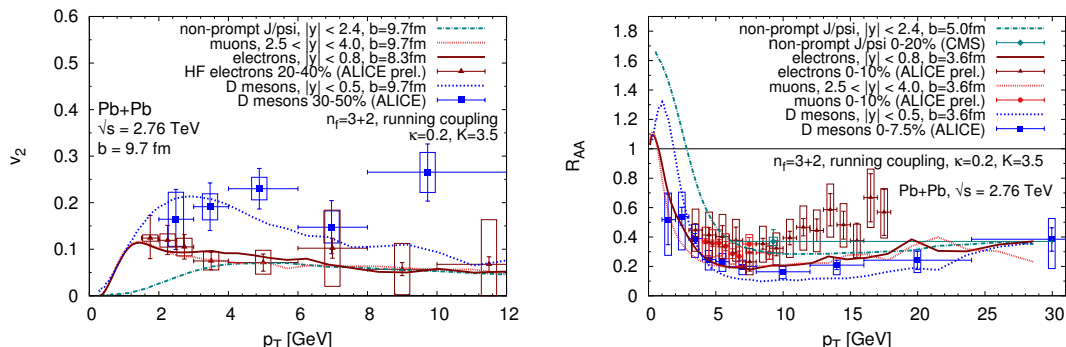 non-prompt J/psi, |y| < 2.4, b=9.7fm
muons, 2.5 < |y| < 4.0, b=9.7fm
electrons, |y| < 0.8, b=8.3fm
HF electrons 20-40% (ALICE prel.)
D mesons, |y| < 0.5, b=9.7fm
D mesons 30-50% (ALICE)
n_f=3+2, running coupling
κ=0.2, K=3.5
Pb+Pb
√s = 2.76 TeV
b = 9.7 fm
v_2
0.6
0.5
0.4
0.3
0.2
0.1
0
0 2 4 6 8 10 12
p_T [GeV]
non-prompt J/psi, |y| < 2.4, b=5.0fm
non-prompt J/psi 0-20% (CMS)
electrons, |y| < 0.8, b=3.6fm
electrons 0-10% (ALICE prel.)
muons, 2.5 < |y| < 4.0, b=3.6fm
muons 0-10% (ALICE prel.)
D mesons, |y| < 0.5, b=3.6fm
D mesons 0-7.5% (ALICE)
n_f=3+2, running coupling, κ=0.2, K=3.5
Pb+Pb, √s = 2.76 TeV
R_AA
2
1.8
1.6
1.4
1.2
1
0.8
0.6
0.4
0.2
0
0 5 10 15 20 25 30
p_T [GeV]